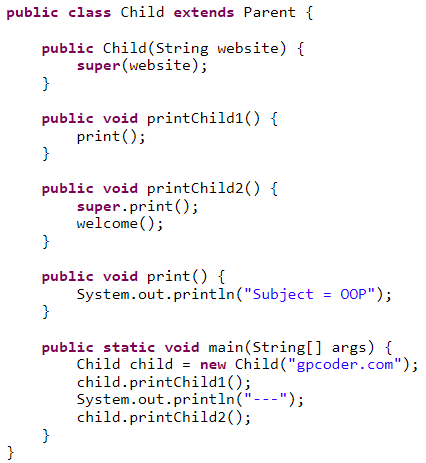 public class Child extends Parent {
public Child(String website) {
super(website);
}
public void printChild1() {
print();
}
public void printChild2() {
super.print();
welcome();
}
public void print() {
System.out.println("Subject = OOP");
}
public static void main(String[] args) {
Child child = new Child("gpcoder.com");
child.printChild1();
System.out.println("---");
child.printChild2();
}
}